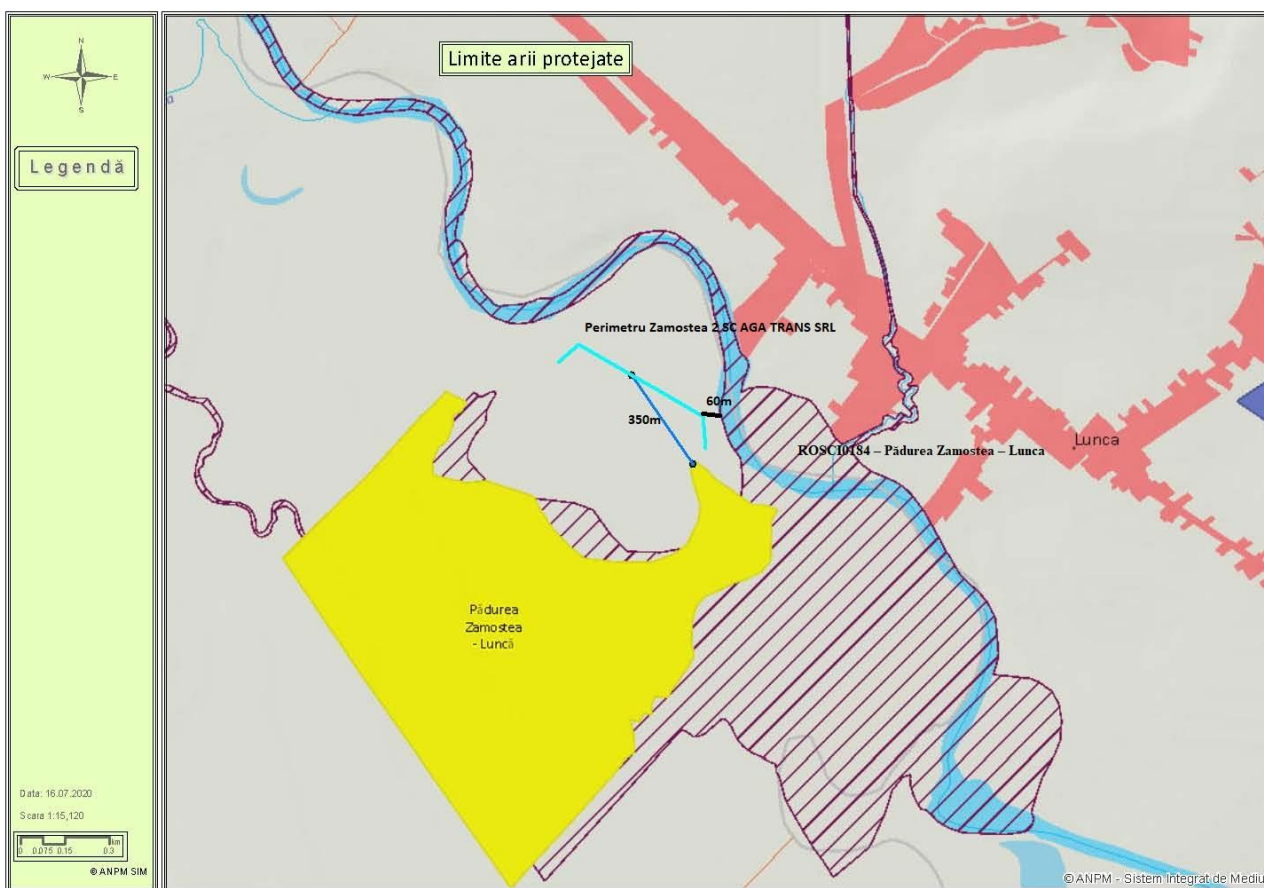 N
W E
S
Legendă
Data: 16.07.2020
Scara 1:15,120
km
0 0.075 0.15 0.3
© ANPM SIM
Limite arii protejate
Perimetru Zamostea 2 SC AGA TRANS SRL
60m
350m
Lunca
ROSCI0184 – Pădurea Zamostea – Lunca
Pădurea
Zamostea
- Luncă
© ANPM - Sistem Integrat de Mediu